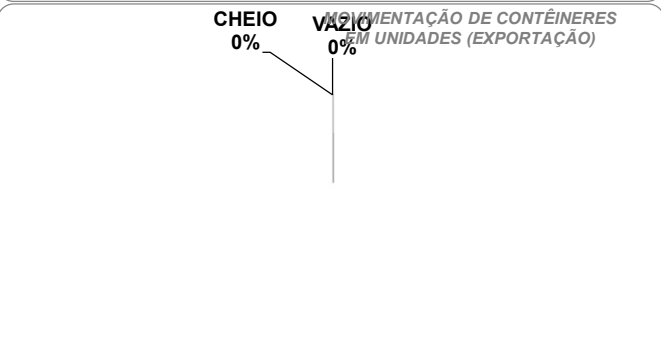 MOVIMENTAÇÃO DE CONTÊINERES
EM UNIDADES (EXPORTAÇÃO)
CHEIO
0%
VAZIO
0%